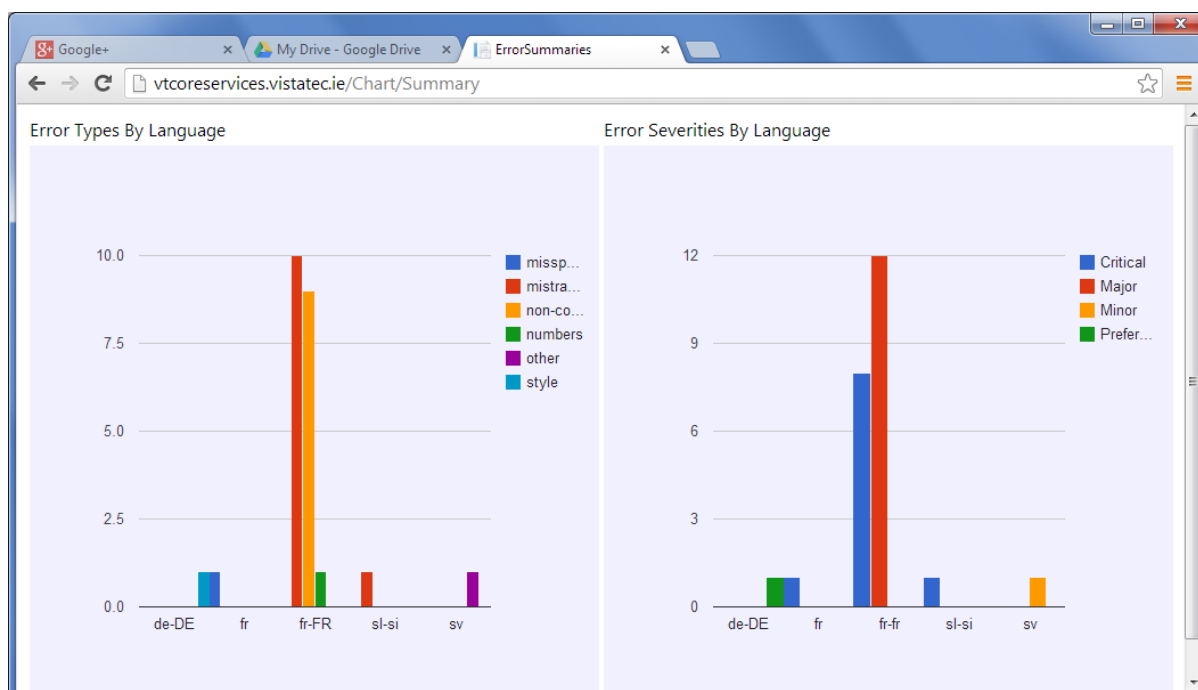 Google+
My Drive - Google Drive
ErrorSummaries
vtcoreservices.vistatec.ie/Chart/Summary
Error Types By Language
10.0
7.5
5.0
2.5
0.0
de-DE
fr
fr-FR
sl-si
sv
missp...
mistra...
non-co...
numbers
other
style
Error Severities By Language
12
9
6
3
0
de-DE
fr
fr-fr
sl-si
sv
Critical
Major
Minor
Prefer...